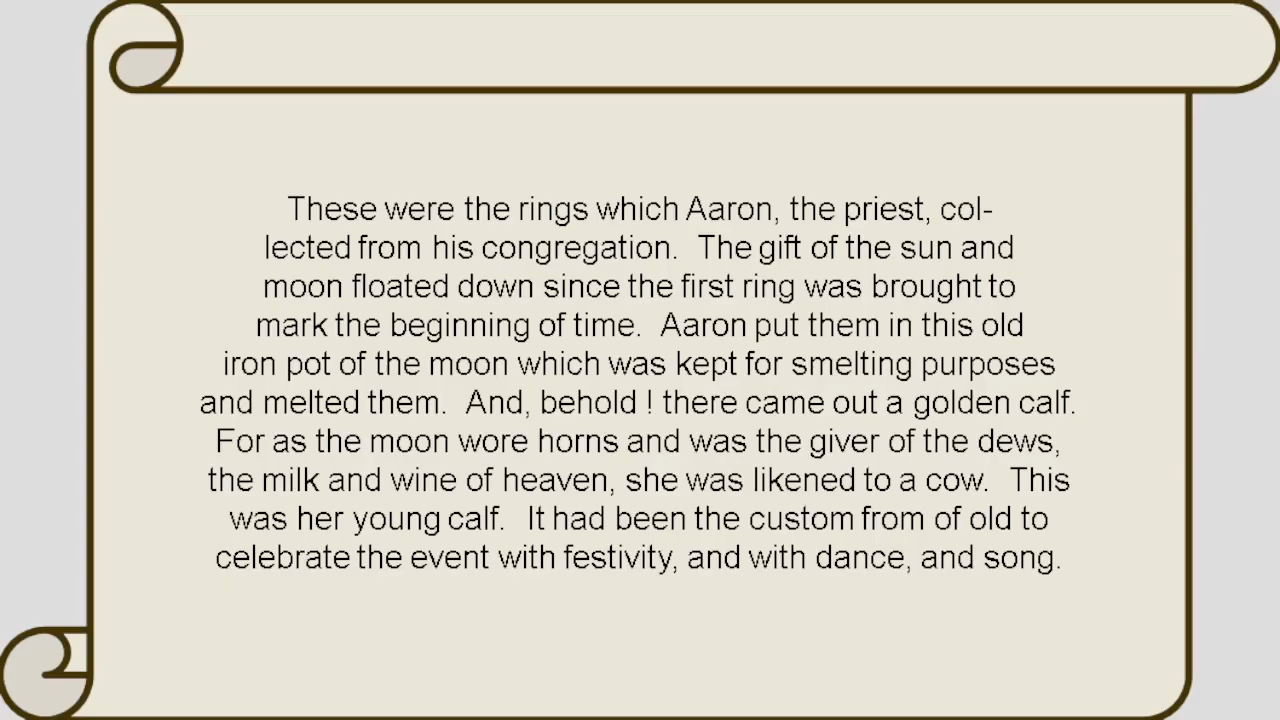 These were the rings which Aaron, the priest, col-
lected from his congregation.  The gift of the sun and
moon floated down since the first ring was brought to
mark the beginning of time.  Aaron put them in this old
iron pot of the moon which was kept for smelting purposes
and melted them.  And, behold ! there came out a golden calf.
For as the moon wore horns and was the giver of the dews,
the milk and wine of heaven, she was likened to a cow.  This
was her young calf.  It had been the custom from of old to
celebrate the event with festivity, and with dance, and song.